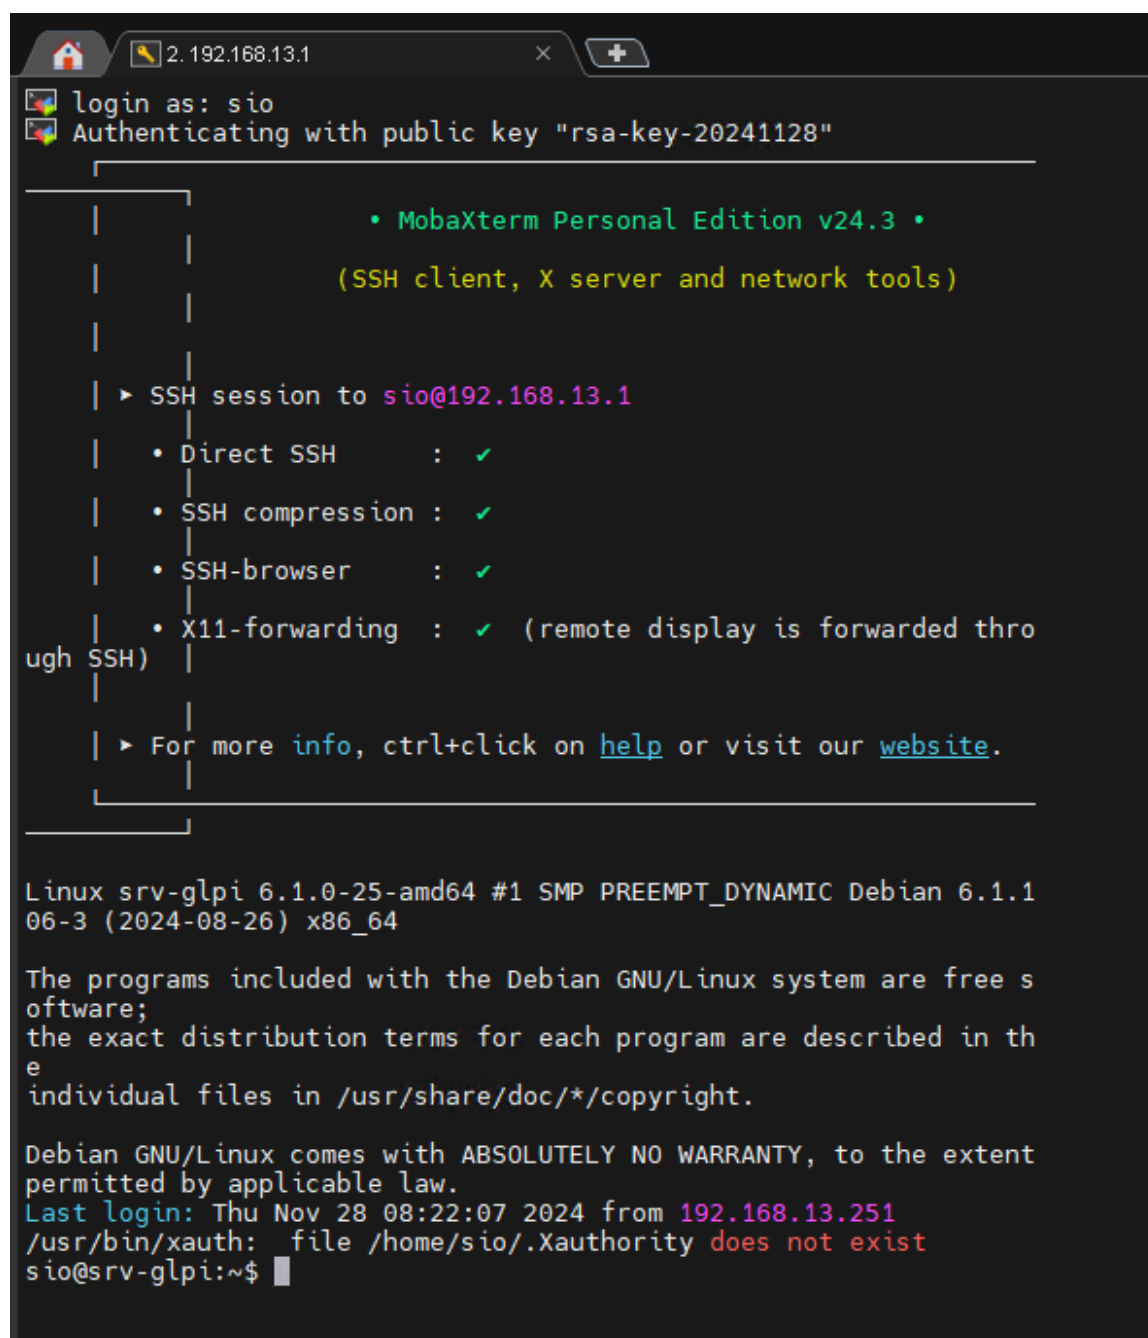 2. 192.168.13.1
login as: sio
Authenticating with public key "rsa-key-20241128"
• MobaXterm Personal Edition v24.3 •
(SSH client, X server and network tools)
► SSH session to sio@192.168.13.1
• Direct SSH : ✔
• SSH compression : ✔
• SSH-browser : ✔
• X11-forwarding : ✔ (remote display is forwarded thro
ugh SSH)
► For more info, ctrl+click on help or visit our website.
Linux srv-glpi 6.1.0-25-amd64 #1 SMP PREEMPT_DYNAMIC Debian 6.1.1
06-3 (2024-08-26) x86_64
The programs included with the Debian GNU/Linux system are free s
oftware;
the exact distribution terms for each program are described in th
e
individual files in /usr/share/doc/*/copyright.
Debian GNU/Linux comes with ABSOLUTELY NO WARRANTY, to the extent
permitted by applicable law.
Last login: Thu Nov 28 08:22:07 2024 from 192.168.13.251
/usr/bin/xauth:  file /home/sio/.Xauthority does not exist
sio@srv-glpi:~$